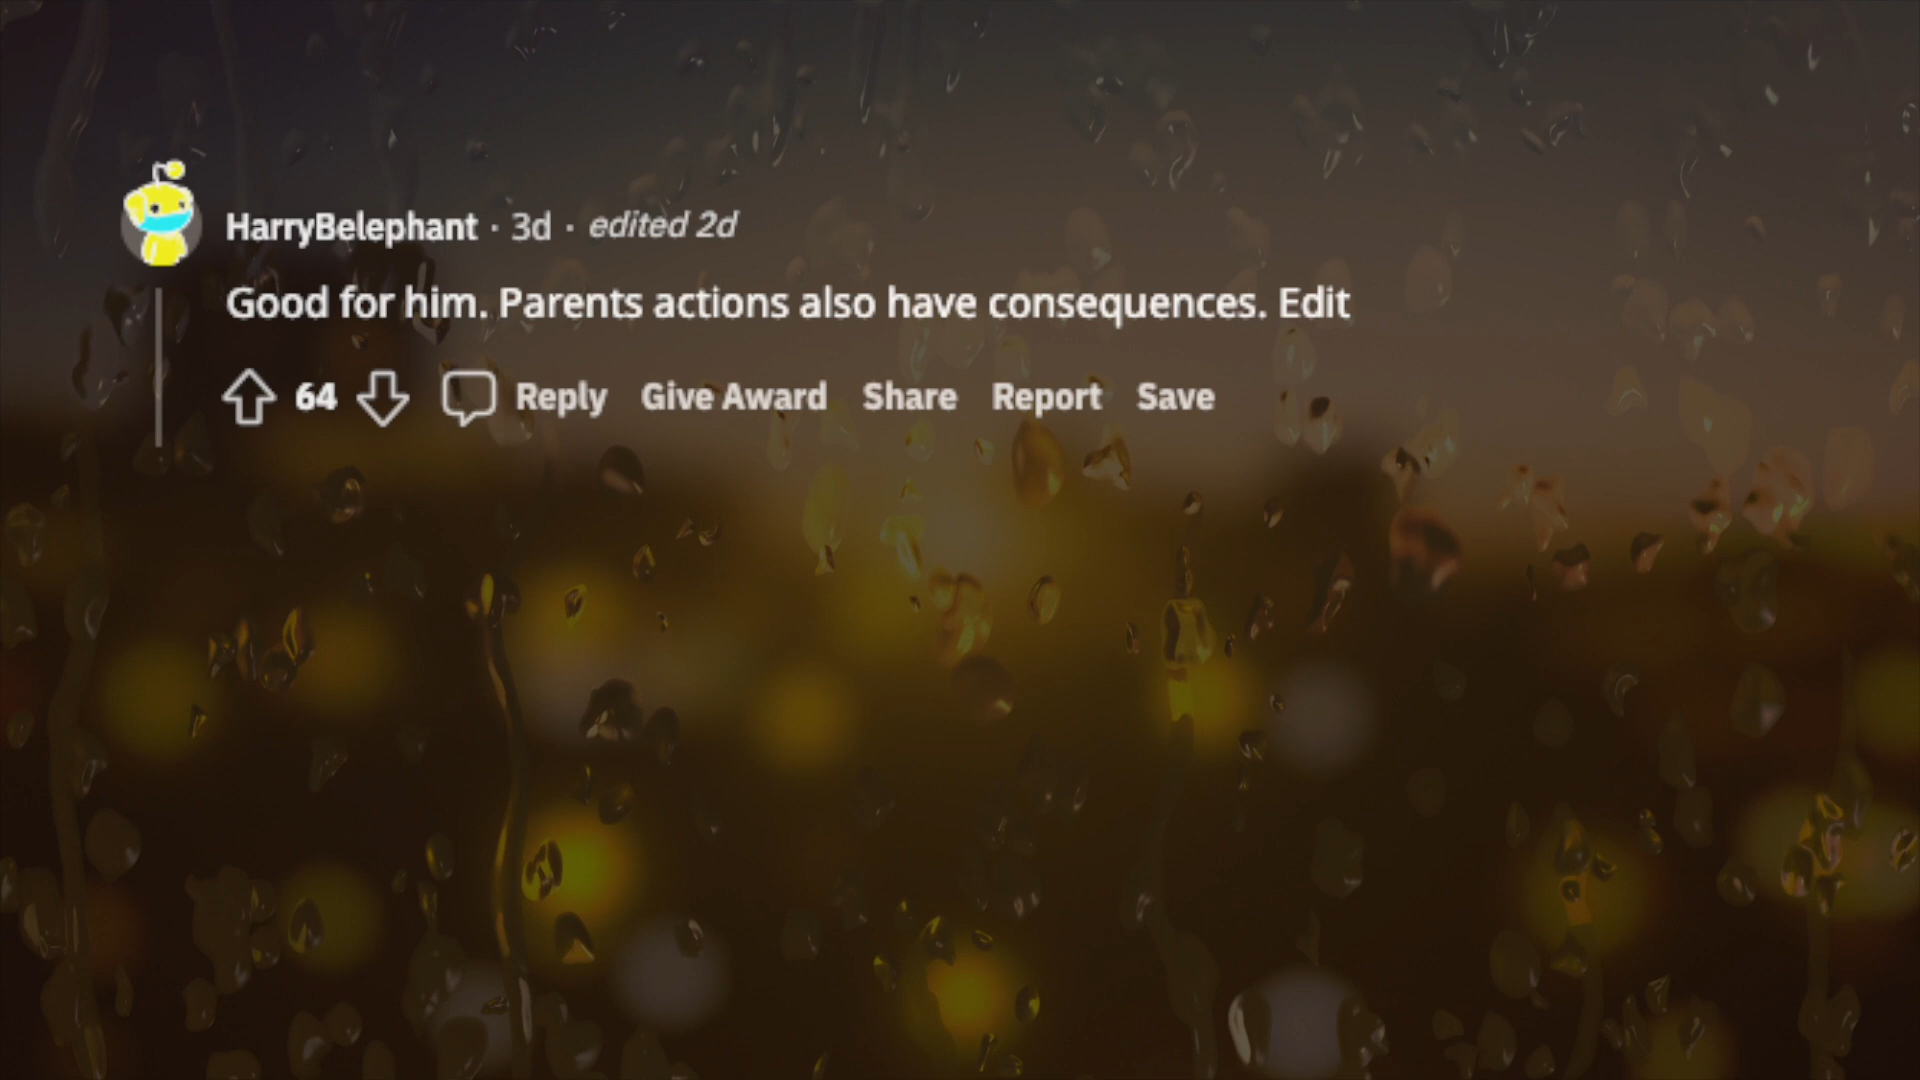 HarryBelephant · 3d · edited 2d
Good for him. Parents actions also have consequences. Edit
64 Reply Give Award Share Report Save